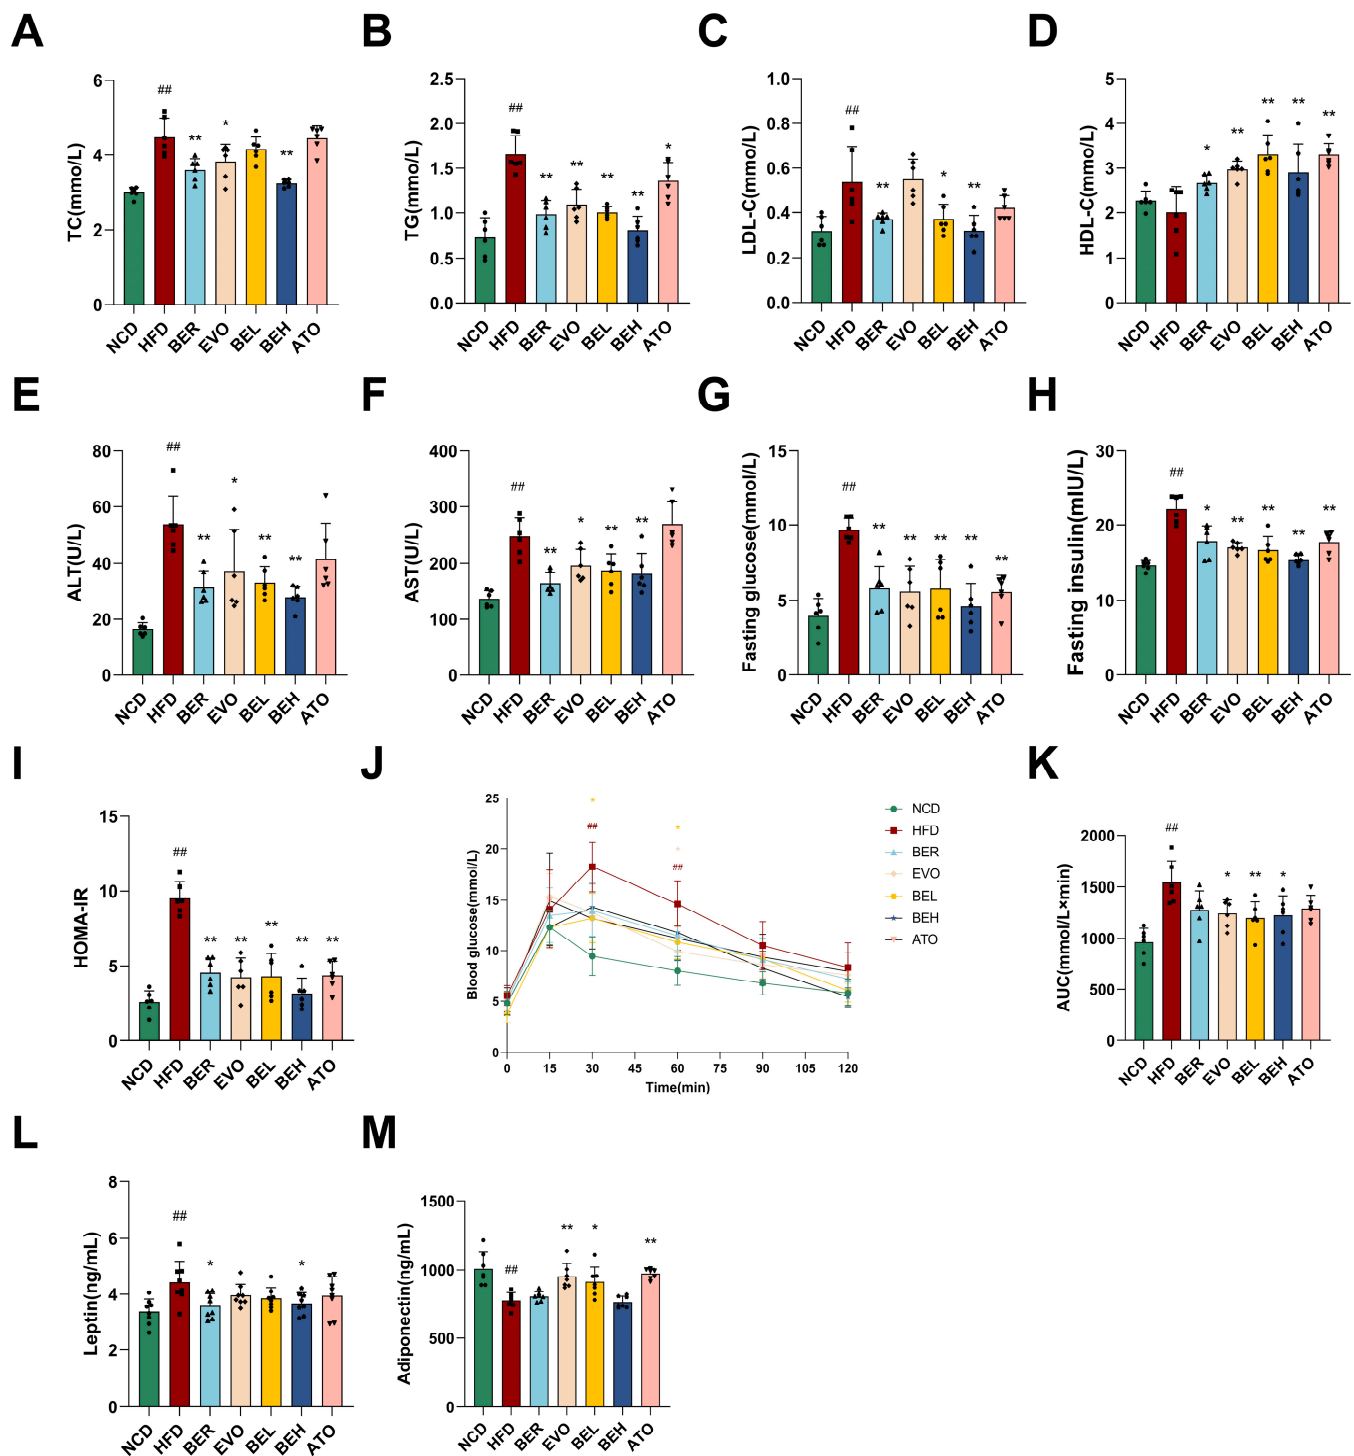 A
B
C
D
TC(mmo/L)
6
4
2
0
##
**
*
**
NCD
HFD
BER
EVO
BEL
BEH
ATO
TG(mmo/L)
2.5
2.0
1.5
1.0
0.5
0.0
##
**
**
**
**
*
NCD
HFD
BER
EVO
BEL
BEH
ATO
LDL-C(mmo/L)
1.0
0.8
0.6
0.4
0.2
0.0
##
**
*
**
NCD
HFD
BER
EVO
BEL
BEH
ATO
HDL-C(mmo/L)
5
4
3
2
1
0
*
**
**
**
**
NCD
HFD
BER
EVO
BEL
BEH
ATO
E
F
G
H
ALT(U/L)
80
60
40
20
0
##
**
*
**
**
NCD
HFD
BER
EVO
BEL
BEH
ATO
AST(U/L)
400
300
200
100
0
##
**
*
**
**
NCD
HFD
BER
EVO
BEL
BEH
ATO
Fasting glucose(mmol/L)
15
10
5
0
##
**
**
**
**
**
NCD
HFD
BER
EVO
BEL
BEH
ATO
Fasting insulin(mIU/L)
30
20
10
0
##
*
**
**
**
**
NCD
HFD
BER
EVO
BEL
BEH
ATO
I
J
K
HOMA-IR
15
10
5
0
##
**
**
**
**
**
NCD
HFD
BER
EVO
BEL
BEH
ATO
Blood glucose(mmol/L)
25
20
15
10
5
0
*
##
*
*
##
0
15
30
45
60
75
90
105
120
Time(min)
NCD
HFD
BER
EVO
BEL
BEH
ATO
AUC(mmol/L×min)
2000
1500
1000
500
0
##
*
**
*
NCD
HFD
BER
EVO
BEL
BEH
ATO
L
M
Leptin(ng/mL)
8
6
4
2
0
##
*
*
NCD
HFD
BER
EVO
BEL
BEH
ATO
Adiponectin(ng/mL)
1500
1000
500
0
##
**
*
**
NCD
HFD
BER
EVO
BEL
BEH
ATO